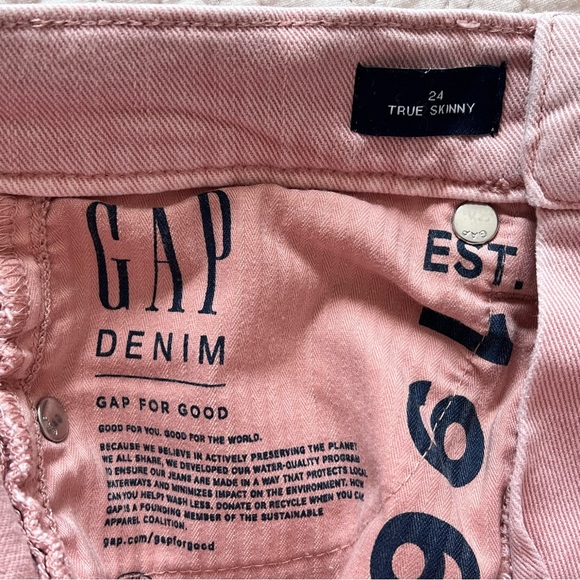 24
TRUE SKINNY
GAP
DENIM
EST.
196
GAP FOR GOOD
GOOD FOR YOU. GOOD FOR THE WORLD.
BECAUSE WE BELIEVE IN ACTIVELY PRESERVING THE PLANET
WE ALL SHARE, WE DEVELOPED OUR WATER-QUALITY PROGRAM
TO ENSURE OUR JEANS ARE MADE IN A WAY THAT PROTECTS LOCAL
WATERWAYS AND MINIMIZES IMPACT ON THE ENVIRONMENT. HOW
CAN YOU HELP? WASH LESS. DONATE OR RECYCLE WHEN YOU CAN.
GAP IS A FOUNDING MEMBER OF THE SUSTAINABLE
APPAREL COALITION.
gap.com/gapforgood